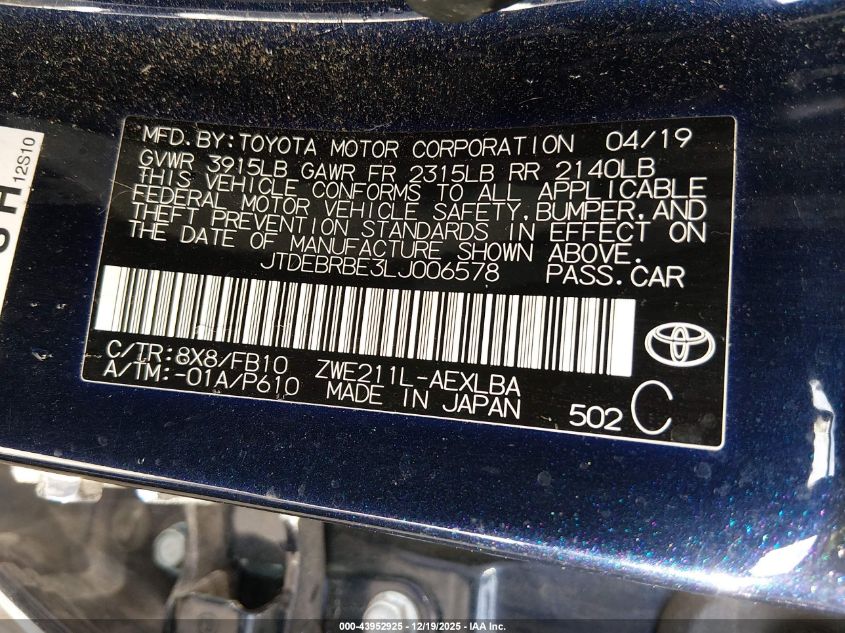 MFD.BY:TOYOTA MOTOR CORPORATION 04/19
GVWR 3915LB GAWR FR 2315LB RR 2140LB
THIS VEHICLE CONFORMS TO ALL APPLICABLE
FEDERAL MOTOR VEHICLE SAFETY,BUMPER,AND
THEFT PREVENTION STANDARDS IN EFFECT ON
THE DATE OF MANUFACTURE SHOWN ABOVE.
JTDEBRBE3LJ006578 PASS.CAR
C/TR:8X8/FB10 ZWE211L-AEXLBA
A/TM:-01A/P610 MADE IN JAPAN 502 C
12S10
000-43952925 - 12/19/2025 - IAA Inc.